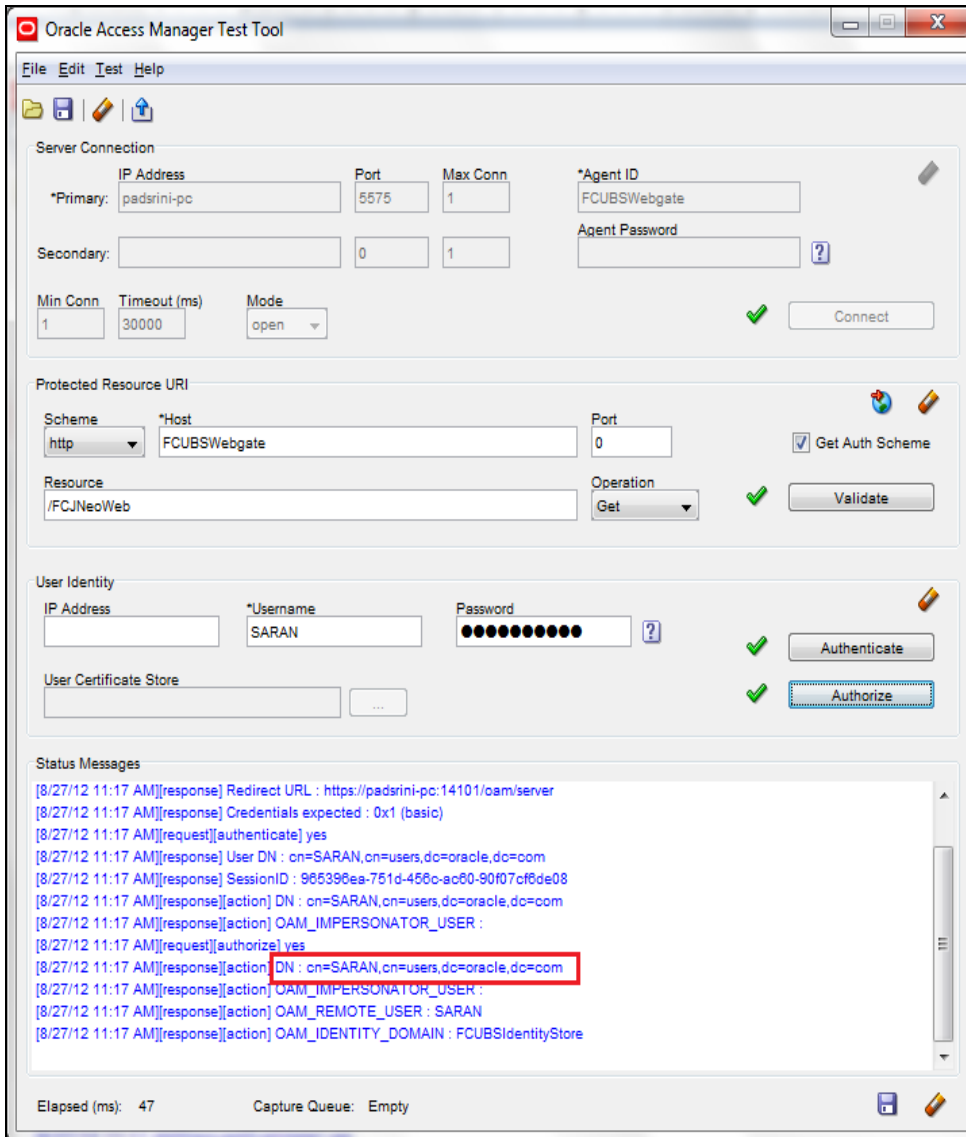 Oracle Access Manager Test Tool
File Edit Test Help
Server Connection
IP Address Port Max Conn *Agent ID
*Primary: padsrini-pc 5575 1 FCUBSWebgate
Agent Password
Secondary: 0 1
Min Conn Timeout (ms) Mode
1 30000 open Connect
Protected Resource URI
Scheme *Host Port
http FCUBSWebgate 0 Get Auth Scheme
Resource Operation
/FCJNeoWeb Get Validate
User Identity
IP Address *Username Password
SARAN ●●●●●●●●●●
Authenticate
User Certificate Store
... Authorize
Status Messages
[8/27/12 11:17 AM][response] Redirect URL : https://padsrini-pc:14101/oam/server
[8/27/12 11:17 AM][response] Credentials expected : 0x1 (basic)
[8/27/12 11:17 AM][request][authenticate] yes
[8/27/12 11:17 AM][response] User DN : cn=SARAN,cn=users,dc=oracle,dc=com
[8/27/12 11:17 AM][response] SessionID : 965396ea-751d-456c-ac60-90f07cf6de08
[8/27/12 11:17 AM][response][action] DN : cn=SARAN,cn=users,dc=oracle,dc=com
[8/27/12 11:17 AM][response][action] OAM_IMPERSONATOR_USER :
[8/27/12 11:17 AM][request][authorize] yes
[8/27/12 11:17 AM][response][action] DN : cn=SARAN,cn=users,dc=oracle,dc=com
[8/27/12 11:17 AM][response][action] OAM_IMPERSONATOR_USER :
[8/27/12 11:17 AM][response][action] OAM_REMOTE_USER : SARAN
[8/27/12 11:17 AM][response][action] OAM_IDENTITY_DOMAIN : FCUBSIdentityStore
Elapsed (ms): 47 Capture Queue: Empty